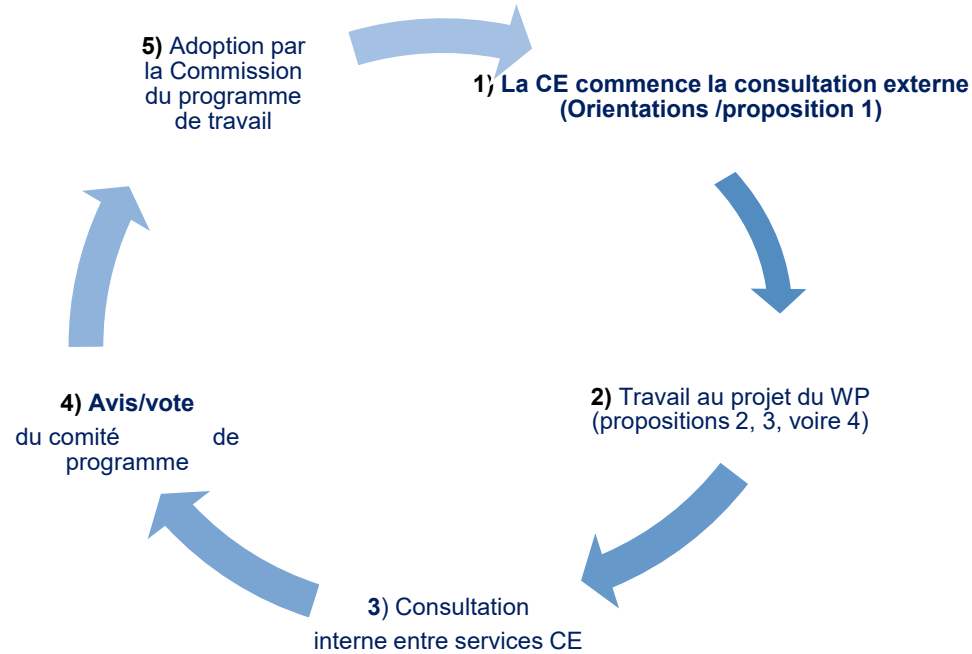 1) La CE commence la consultation externe
(Orientations /proposition 1)
2) Travail au projet du WP
(propositions 2, 3, voire 4)
3) Consultation
interne entre services CE
4) Avis/vote
du comité de
programme
5) Adoption par
la Commission
du programme
de travail